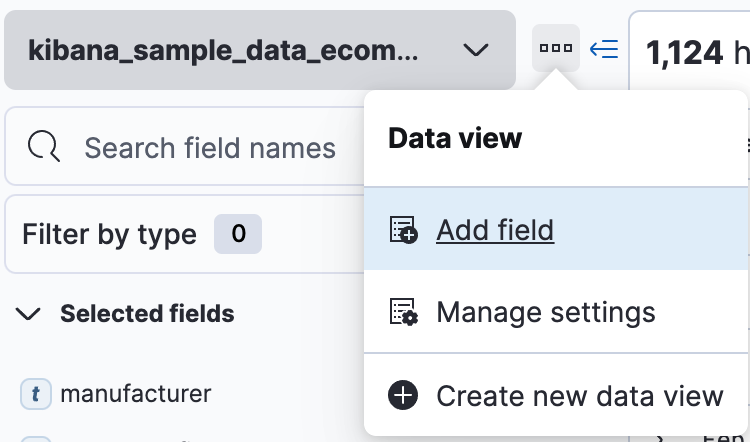 kibana_sample_data_ecom...
1,124 h
Search field names
Data view
Filter by type 0
Add field
Selected fields
Manage settings
t manufacturer
Create new data view